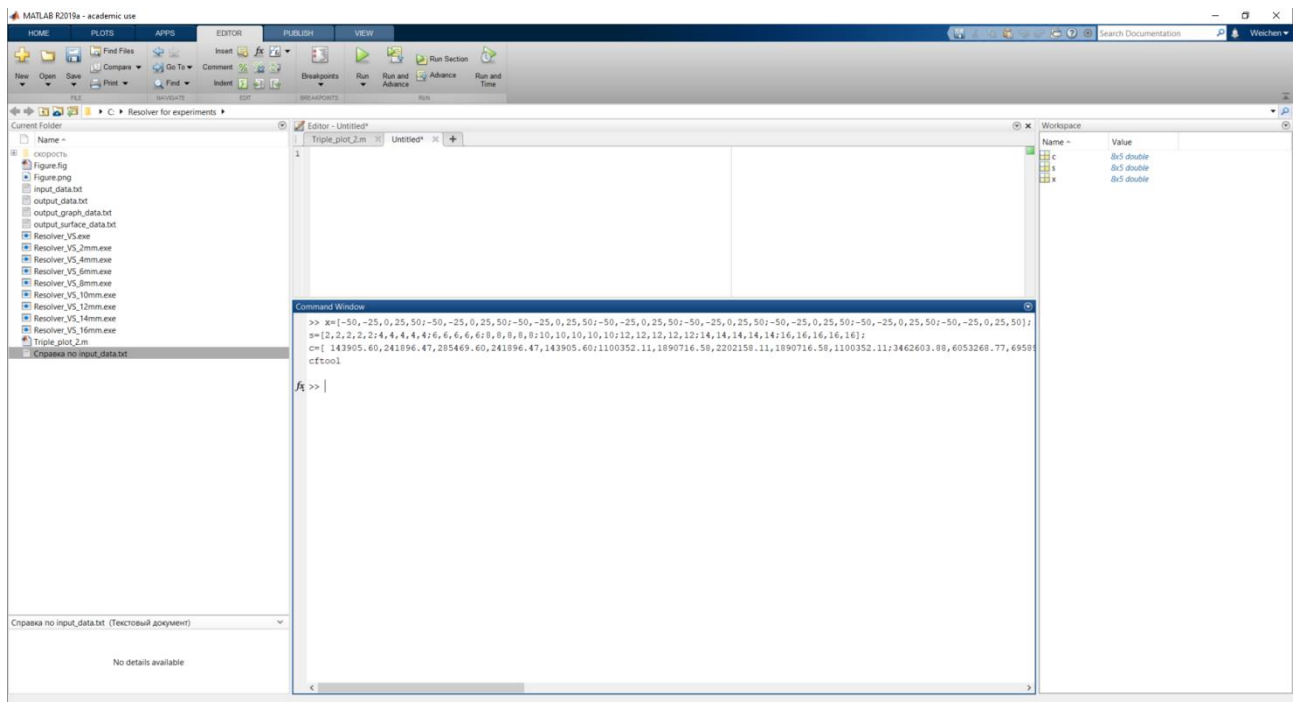 MATLAB R2019a - academic use
HOME PLOTS APPS EDITOR PUBLISH VIEW Search Documentation Weichen
New Open Save Find Files Compare Print Go To Find Insert fx Comment Indent Breakpoints Run Run and Advance Run Section Advance Run and Time
FILE NAVIGATE EDIT BREAKPOINTS RUN
C: Resolver for experiments
Current Folder
Name
скорость
Figure.fig
Figure.png
input_data.txt
output_data.txt
output_graph_data.txt
output_surface_data.txt
Resolver_VS.exe
Resolver_VS_2mm.exe
Resolver_VS_4mm.exe
Resolver_VS_6mm.exe
Resolver_VS_8mm.exe
Resolver_VS_10mm.exe
Resolver_VS_12mm.exe
Resolver_VS_14mm.exe
Resolver_VS_16mm.exe
Triple_plot_2.m
Справка по input_data.txt
Справка по input_data.txt (Текстовый документ)
No details available
Editor - Untitled*
Triple_plot_2.m Untitled*
1
Command Window
>> x=[-50,-25,0,25,50;-50,-25,0,25,50;-50,-25,0,25,50;-50,-25,0,25,50;-50,-25,0,25,50;-50,-25,0,25,50;-50,-25,0,25,50;-50,-25,0,25,50];
s=[2,2,2,2,2;4,4,4,4,4;6,6,6,6,6;8,8,8,8,8;10,10,10,10,10;12,12,12,12,12;14,14,14,14,14;16,16,16,16,16];
c=[ 143905.60,241896.47,285469.60,241896.47,143905.60;1100352.11,1890716.58,2202158.11,1890716.58,1100352.11;3462603.88,6053268.77,6958
cftool
fx >>
Workspace
Name Value
c 8x5 double
s 8x5 double
x 8x5 double